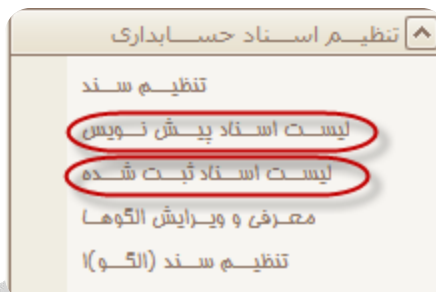 تنظیم اسناد حسابداری
تنظیم سند
لیست اسناد پیش نویس
لیست اسناد ثبت شده
معرفی و ویرایش الگوها
تنظیم سند (الگو)ا